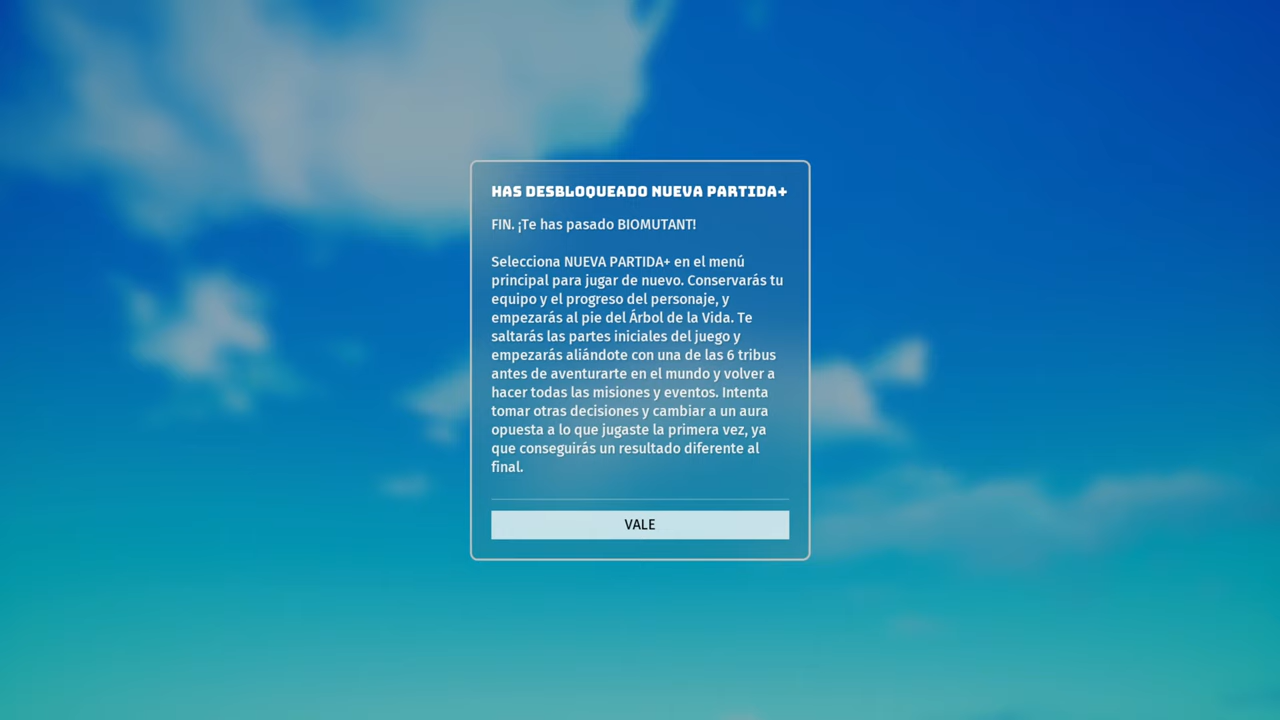 HAS DESBLOQUEADO NUEVA PARTIDA+
FIN. ¡Te has pasado BIOMUTANT!
Selecciona NUEVA PARTIDA+ en el menú
principal para jugar de nuevo. Conservarás tu
equipo y el progreso del personaje, y
empezarás al pie del Árbol de la Vida. Te
saltarás las partes iniciales del juego y
empezarás aliándote con una de las 6 tribus
antes de aventurarte en el mundo y volver a
hacer todas las misiones y eventos. Intenta
tomar otras decisiones y cambiar a un aura
opuesta a lo que jugaste la primera vez, ya
que conseguirás un resultado diferente al
final.
VALE